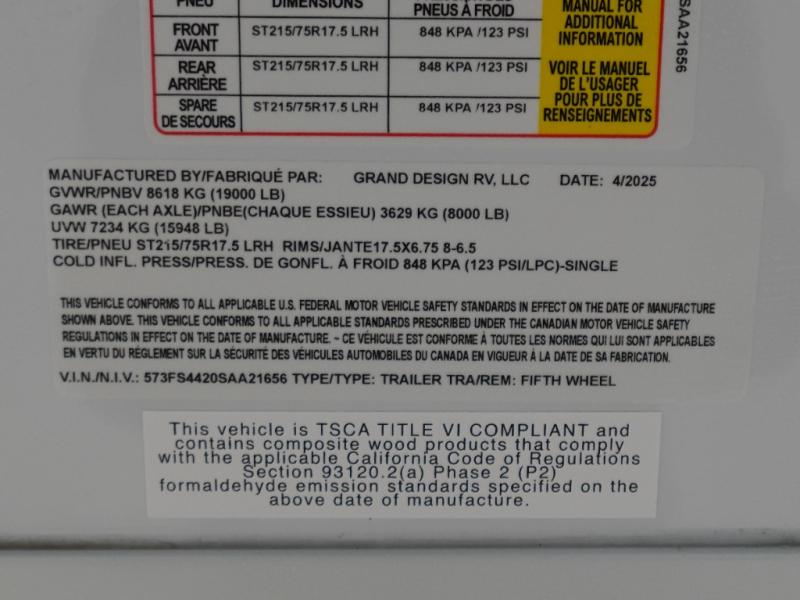 PNEU DIMENSIONS PNEUS À FROID
MANUAL FOR
ADDITIONAL
INFORMATION
FRONT
AVANT
ST215/75R17.5 LRH
848 KPA /123 PSI
REAR
ARRIÈRE
ST215/75R17.5 LRH
848 KPA /123 PSI
SPARE
DE SECOURS
ST215/75R17.5 LRH
848 KPA /123 PSI
VOIR LE MANUEL
DE L'USAGER
POUR PLUS DE
RENSEIGNEMENTS
SAA21656
MANUFACTURED BY/FABRIQUÉ PAR: GRAND DESIGN RV, LLC DATE: 4/2025
GVWR/PNBV 8618 KG (19000 LB)
GAWR (EACH AXLE)/PNBE(CHAQUE ESSIEU) 3629 KG (8000 LB)
UVW 7234 KG (15948 LB)
TIRE/PNEU ST215/75R17.5 LRH RIMS/JANTE17.5X6.75 8-6.5
COLD INFL. PRESS/PRESS. DE GONFL. À FROID 848 KPA (123 PSI/LPC)-SINGLE
THIS VEHICLE CONFORMS TO ALL APPLICABLE U.S. FEDERAL MOTOR VEHICLE SAFETY STANDARDS IN EFFECT ON THE DATE OF MANUFACTURE
SHOWN ABOVE. THIS VEHICLE CONFORMS TO ALL APPLICABLE STANDARDS PRESCRIBED UNDER THE CANADIAN MOTOR VEHICLE SAFETY
REGULATIONS IN EFFECT ON THE DATE OF MANUFACTURE. ~ CE VÉHICULE EST CONFORME À TOUTES LES NORMES QUI LUI SONT APPLICABLES
EN VERTU DU RÉGLEMENT SUR LA SÉCURITÉ DES VÉHICULES AUTOMOBILES DU CANADA EN VIGUEUR À LA DATE DE SA FABRICATION.
V.I.N./N.I.V.: 573FS4420SAA21656 TYPE/TYPE: TRAILER TRA/REM: FIFTH WHEEL
This vehicle is TSCA TITLE VI COMPLIANT and
contains composite wood products that comply
with the applicable California Code of Regulations
Section 93120.2(a) Phase 2 (P2)
formaldehyde emission standards specified on the
above date of manufacture.